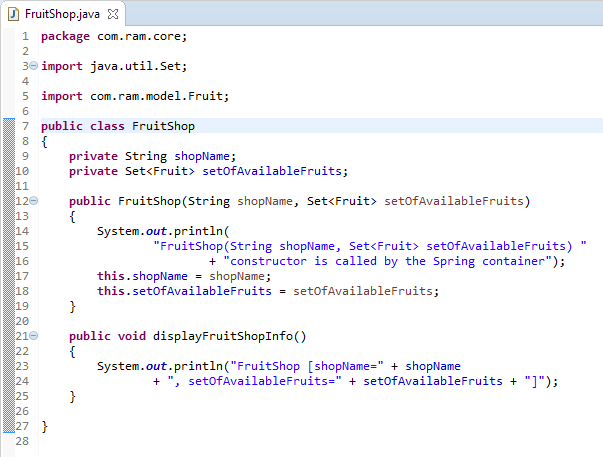 FruitShop.java
1 package com.ram.core;
2
3 import java.util.Set;
4
5 import com.ram.model.Fruit;
6
7 public class FruitShop
8 {
9     private String shopName;
10     private Set<Fruit> setOfAvailableFruits;
11
12     public FruitShop(String shopName, Set<Fruit> setOfAvailableFruits)
13     {
14         System.out.println(
15                 "FruitShop(String shopName, Set<Fruit> setOfAvailableFruits) "
16                         + "constructor is called by the Spring container");
17         this.shopName = shopName;
18         this.setOfAvailableFruits = setOfAvailableFruits;
19     }
20
21     public void displayFruitShopInfo()
22     {
23         System.out.println("FruitShop [shopName=" + shopName
24                 + ", setOfAvailableFruits=" + setOfAvailableFruits + "]");
25     }
26
27 }
28